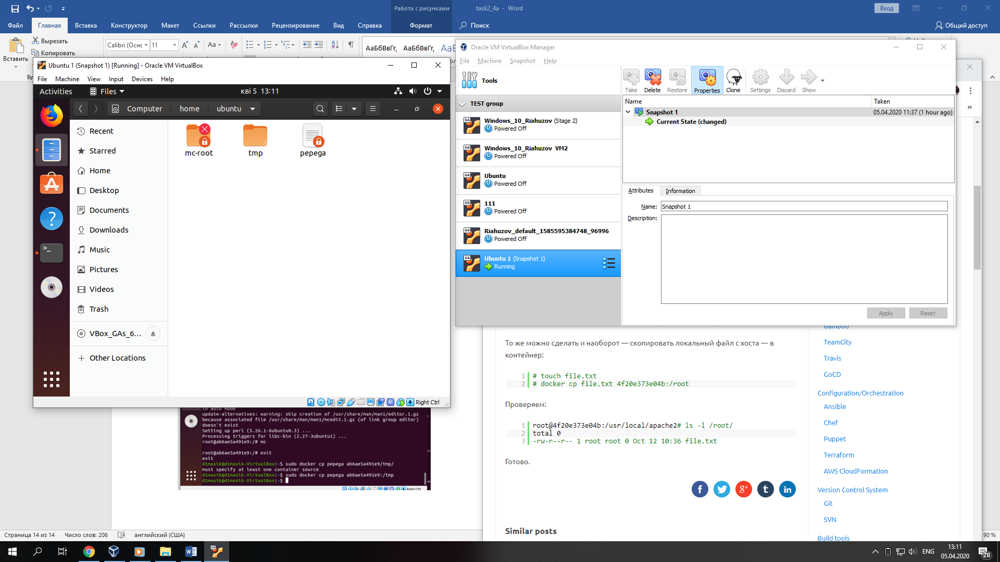 Работа с рисунками
task2_4a - Word
Вход
Файл
Главная
Вставка
Конструктор
Макет
Ссылки
Рассылки
Рецензирование
Вид
Справка
Формат
Поиск
Общий доступ
Вставить
Вырезать
Копировать
Calibri (Оснс
11
Aa
АаБбВвГг,
АаБбВвГг,
Ubuntu 1 (Snapshot 1) [Running] - Oracle VM VirtualBox
File
Machine
View
Input
Devices
Help
Activities
Files
кві 5 13:11
Computer
home
ubuntu
Recent
Starred
Home
Desktop
Documents
Downloads
Music
Pictures
Videos
Trash
VBox_GAs_6...
Other Locations
mc-root
tmp
pepega
Right Ctrl
Oracle VM VirtualBox Manager
File
Machine
Snapshot
Help
Tools
TEST group
Windows_10_Riahuzov (Stage 2)
Powered Off
Windows_10_Riahuzov VM2
Powered Off
Ubuntu
Powered Off
111
Powered Off
Riahuzov_default_1585595384748_96996
Powered Off
Ubuntu 1 (Snapshot 1)
Running
Take
Delete
Restore
Properties
Clone
Settings
Discard
Show
Name
Taken
Snapshot 1
05.04.2020 11:37 (1 hour ago)
Current State (changed)
Attributes
Information
Name:
Snapshot 1
Description:
Apply
Reset
in auto mode
update-alternatives: warning: skip creation of /usr/share/man/man1/editor.1.gz
because associated file /usr/share/man/man1/mcedit.1.gz (of link group editor)
doesn't exist
Setting up perl (5.26.1-6ubuntu0.3) ...
Processing triggers for libc-bin (2.27-3ubuntu1) ...
root@ab6ae5a491e9:/# mc
root@ab6ae5a491e9:/# exit
exit
d1masik@d1masik-VirtualBox:~$ sudo docker cp pepega ab6ae5a491e9/tmp/
must specify at least one container source
d1masik@d1masik-VirtualBox:~$ sudo docker cp pepega ab6ae5a491e9:/tmp
d1masik@d1masik-VirtualBox:~$
Right Ctrl
То же можно сделать и наоборот — скопировать локальный файл с хоста — в
контейнер:
1 # touch file.txt
2 # docker cp file.txt 4f20e373e04b:/root
Проверяем:
1 root@4f20e373e04b:/usr/local/apache2# ls -l /root/
2 total 0
3 -rw-r--r-- 1 root root 0 Oct 12 10:36 file.txt
Готово.
Similar posts
Bamboo
TeamCity
Travis
GoCD
Configuration/Orchestration
Ansible
Chef
Puppet
Terraform
AWS CloudFormation
Version Control System
Git
SVN
Build tools
Страница 14 из 14
Число слов: 206
английский (США)
90 %
ENG
13:11
05.04.2020
28